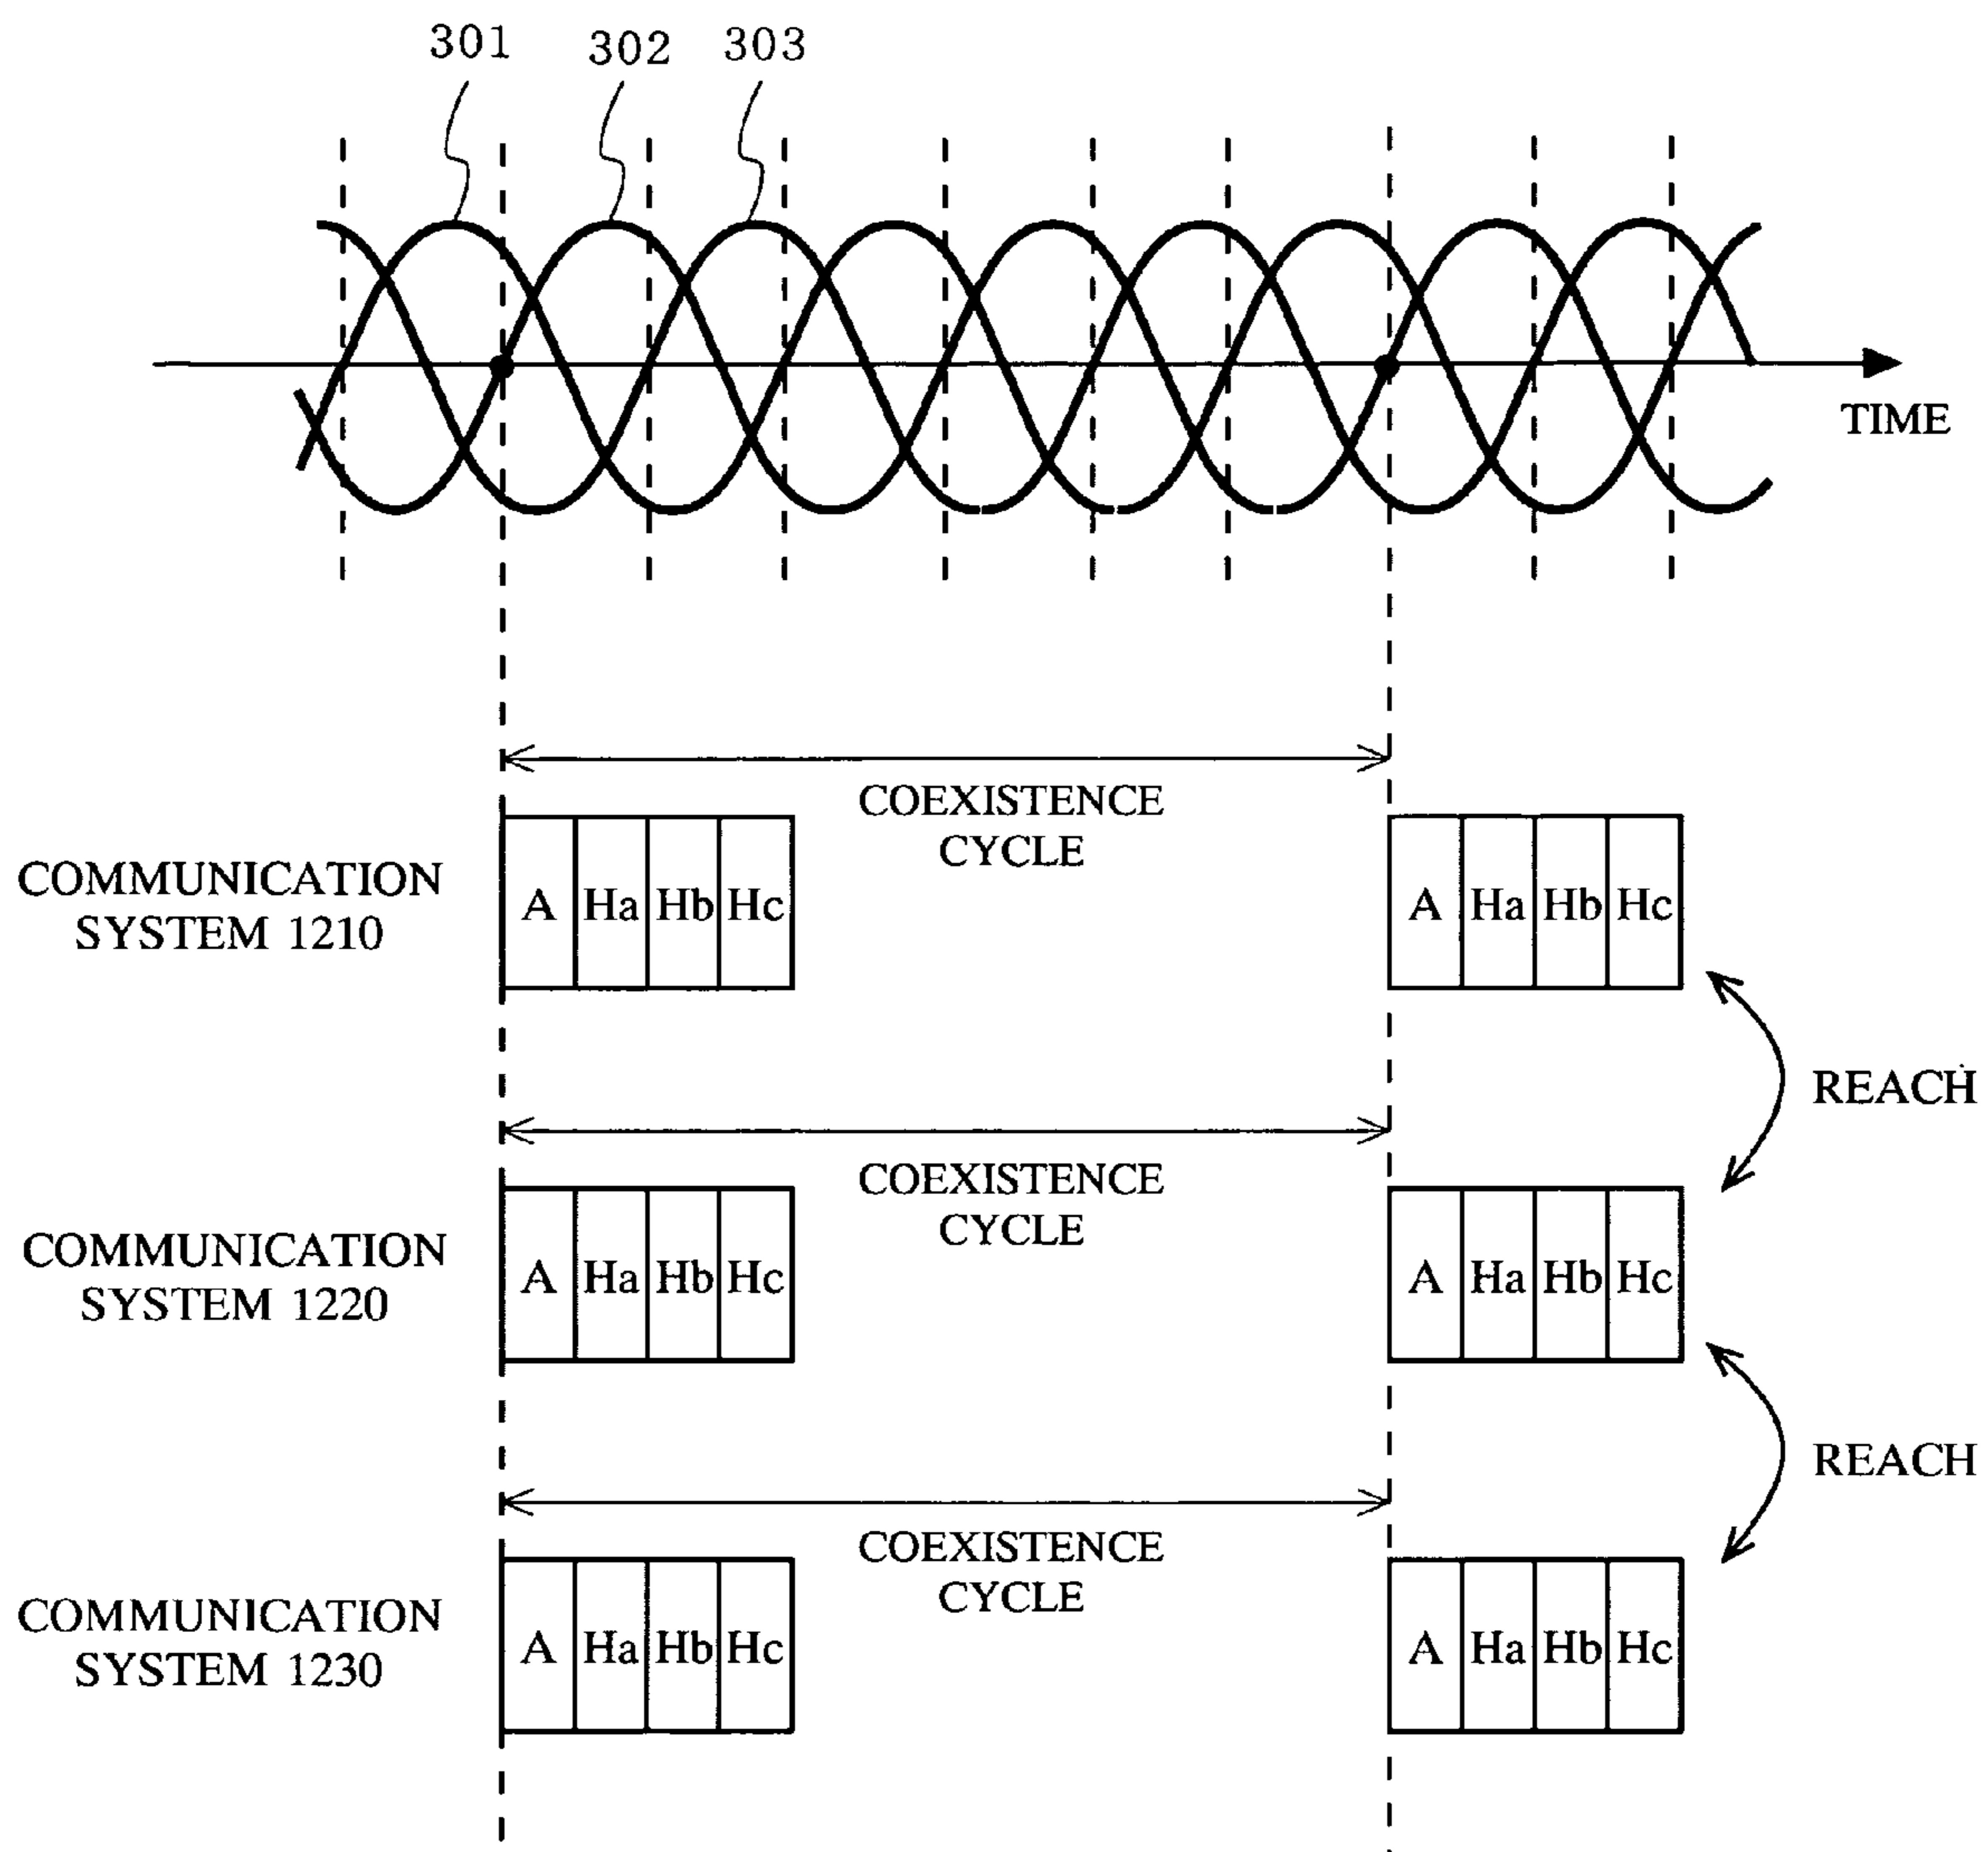 301
302
303
TIME
COEXISTENCE
CYCLE
COMMUNICATION
SYSTEM 1210
A Ha Hb Hc
A Ha Hb Hc
REACH
COEXISTENCE
CYCLE
COMMUNICATION
SYSTEM 1220
A Ha Hb Hc
A Ha Hb Hc
REACH
COEXISTENCE
CYCLE
COMMUNICATION
SYSTEM 1230
A Ha Hb Hc
A Ha Hb Hc